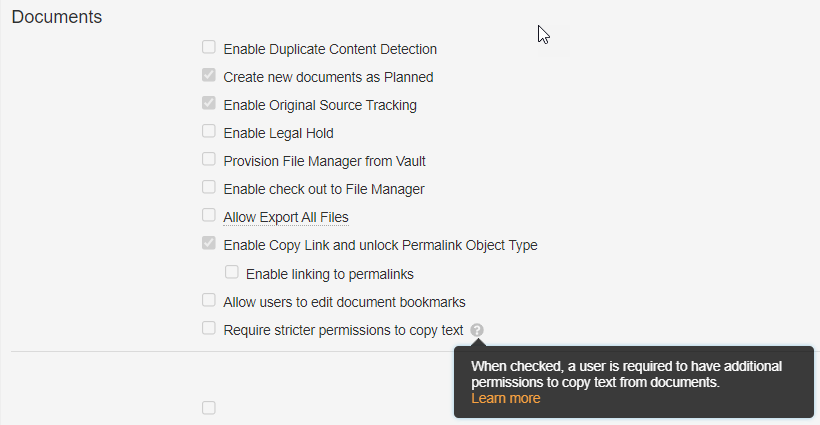 Documents
Enable Duplicate Content Detection
Create new documents as Planned
Enable Original Source Tracking
Enable Legal Hold
Provision File Manager from Vault
Enable check out to File Manager
Allow Export All Files
Enable Copy Link and unlock Permalink Object Type
Enable linking to permalinks
Allow users to edit document bookmarks
Require stricter permissions to copy text ?
When checked, a user is required to have additional
permissions to copy text from documents.
Learn more